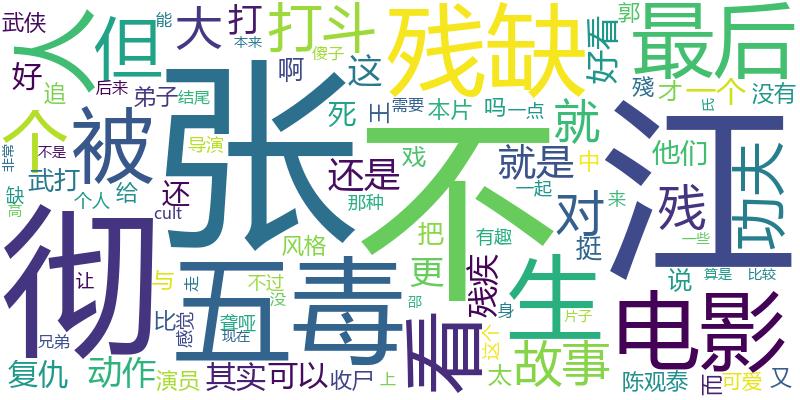 武侠
人
但
大
打
能
本来
打斗
傻子
残缺
好看
郭
最后
好
追
后来
弟子
结尾
啊
这
死
王
需要
本片
吗
一点
就
殘
才
一个
没有
出
个
被
张
不
江
功夫
非常
不是
导演
还是
戏
就是
中
他们
武打
还
缺
给
个人
cult
那种
对
残
来
高
彻
五毒
风格
把
有趣
一起
挺
一些
说
让
与
走
不过
没
更
残疾
生
身
算是
比较
电影
比
感觉
聋哑
现在
邵
看
这个
片子
故事
兄弟
复仇
动作
演员
其实
可以
收尸
上
太
陈观泰
而
可爱
又